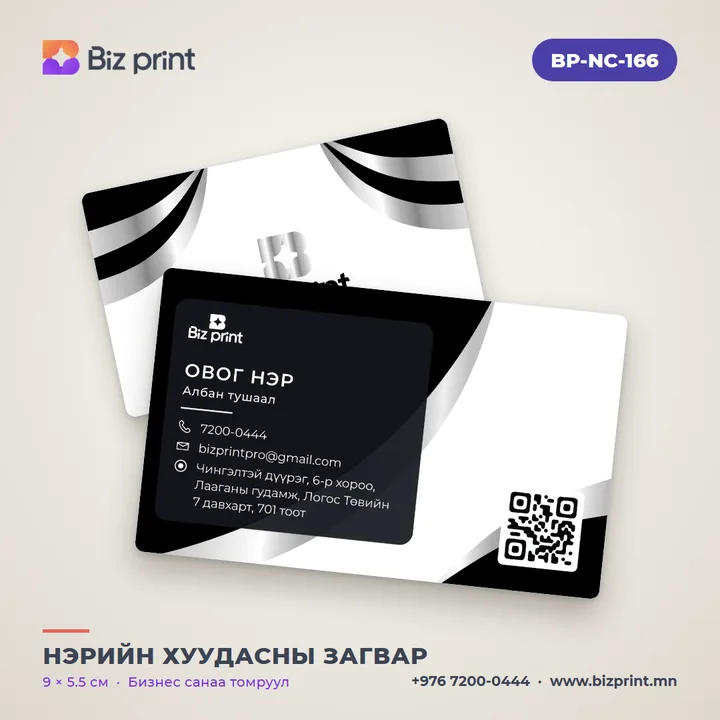 Biz print
BP-NC-166
Biz print
ОВОГ НЭР
Албан тушаал
7200-0444
bizprintpro@gmail.com
Чингэлтэй дүүрэг, 6-р хороо,
Лааганы гудамж, Логос Төвийн
7 давхарт, 701 тоот
НЭРИЙН ХУУДАСНЫ ЗАГВАР
9 × 5.5 см · Бизнес санаа томруул
+976 7200-0444 · www.bizprint.mn